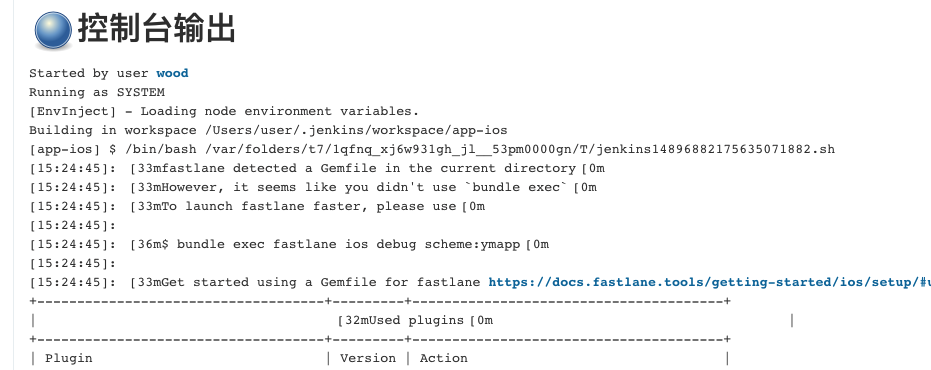 控制台输出
Started by user wood
Running as SYSTEM
[EnvInject] - Loading node environment variables.
Building in workspace /Users/user/.jenkins/workspace/app-ios
[app-ios] $ /bin/bash /var/folders/t7/1qfnq_xj6w931gh_jl__53pm0000gn/T/jenkins14896882175635071882.sh
[15:24:45]: [33mfastlane detected a Gemfile in the current directory[0m
[15:24:45]: [33mHowever, it seems like you didn't use `bundle exec`[0m
[15:24:45]: [33mTo launch fastlane faster, please use[0m
[15:24:45]:
[15:24:45]: [36m$ bundle exec fastlane ios debug scheme:ymapp[0m
[15:24:45]:
[15:24:45]: [33mGet started using a Gemfile for fastlane https://docs.fastlane.tools/getting-started/ios/setup/#u
+-------------------------------------+---------+----------------------------------------+
| [32mUsed plugins[0m |
+-------------------------------------+---------+----------------------------------------+
| Plugin | Version | Action |